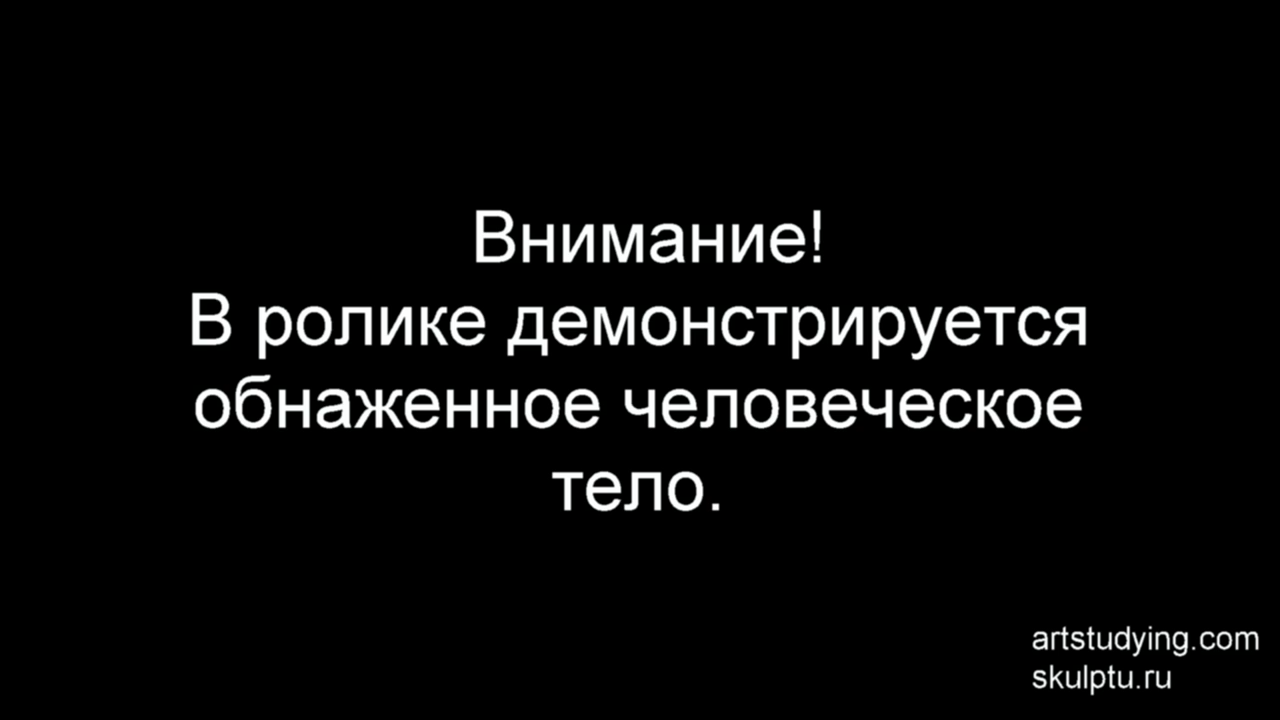 Внимание!
В ролике демонстрируется
обнаженное человеческое
тело.
artstudying.com
skulptu.ru